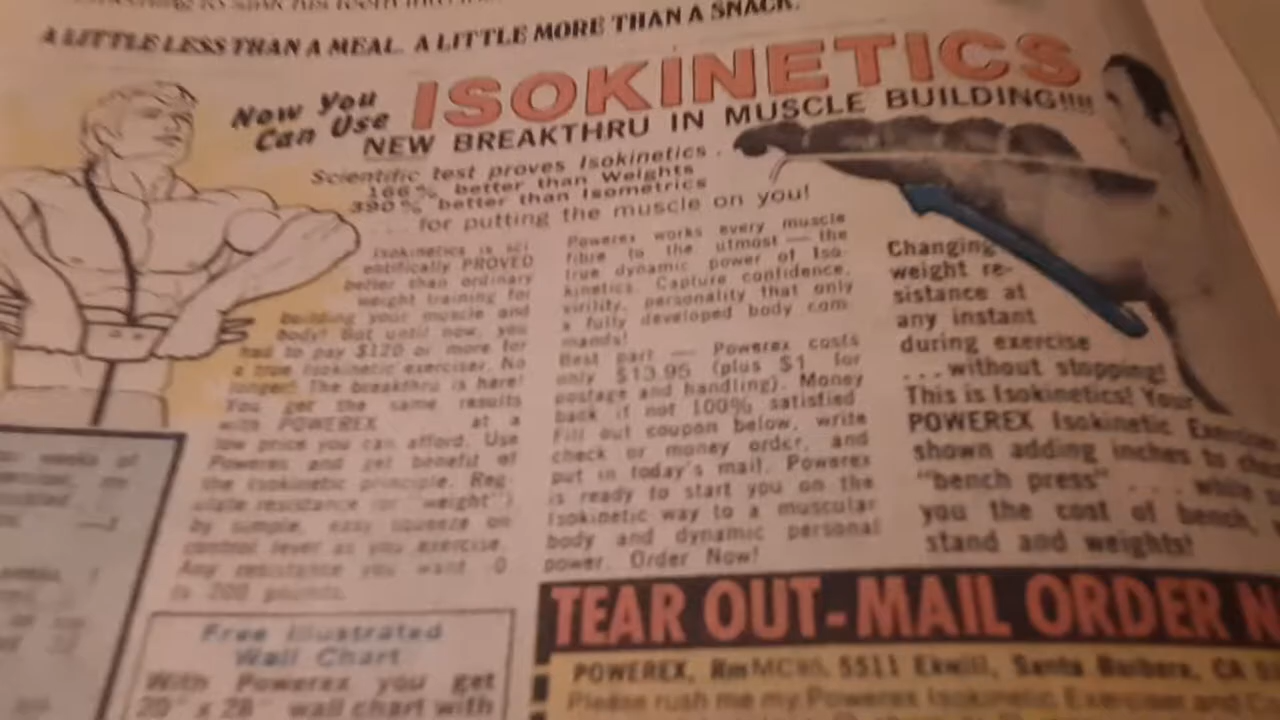 A LITTLE LESS THAN A MEAL. A LITTLE MORE THAN A SNACK.
Now You
Can Use
ISOKINETICS
NEW BREAKTHRU IN MUSCLE BUILDING!!!!
Scientific test proves Isokinetics .
166% better than Weights
390% better than Isometrics
for putting the muscle on you!
Isokinetics is sci-
entifically PROVED
better than ordinary
weight training for
building your muscle and
body! But until now, you
had to pay $120 or more for
a true Isokinetic exerciser. No
longer! The breakthru is here!
You get the same results
with POWEREX at a
low price you can afford. Use
Powerex and get benefit of
the Isokinetic principle. Reg-
ulate resistance (or "weight")
by simple, easy squeeze on
control lever as you exercise.
Any resistance you want 0
to 200 pounds.
Free Illustrated
Wall Chart
With Powerex you get
20" x 28" wall chart with
Powerex works every muscle
fibre to the utmost — the
true dynamic power of Iso-
kinetics. Capture confidence,
virility, personality that only
a fully developed body com-
mands!
Best part — Powerex costs
only $13.95 (plus $1 for
postage and handling). Money
back if not 100% satisfied
Fill out coupon below, write
check or money order, and
put in today's mail. Powerex
is ready to start you on the
Isokinetic way to a muscular
body and dynamic personal
power. Order Now!
Changing
weight re-
sistance at
any instant
during exercise
...without stopping!
This is Isokinetics! Your
POWEREX Isokinetic
shown adding inches to
"bench press" . . . while
you the cost of bench,
stand and weights!
TEAR OUT-MAIL ORDER N
POWEREX, Rm 5511 Ekwill, Santa Barbara, CA
Please rush me my Powerex Isokinetic Exerciser and